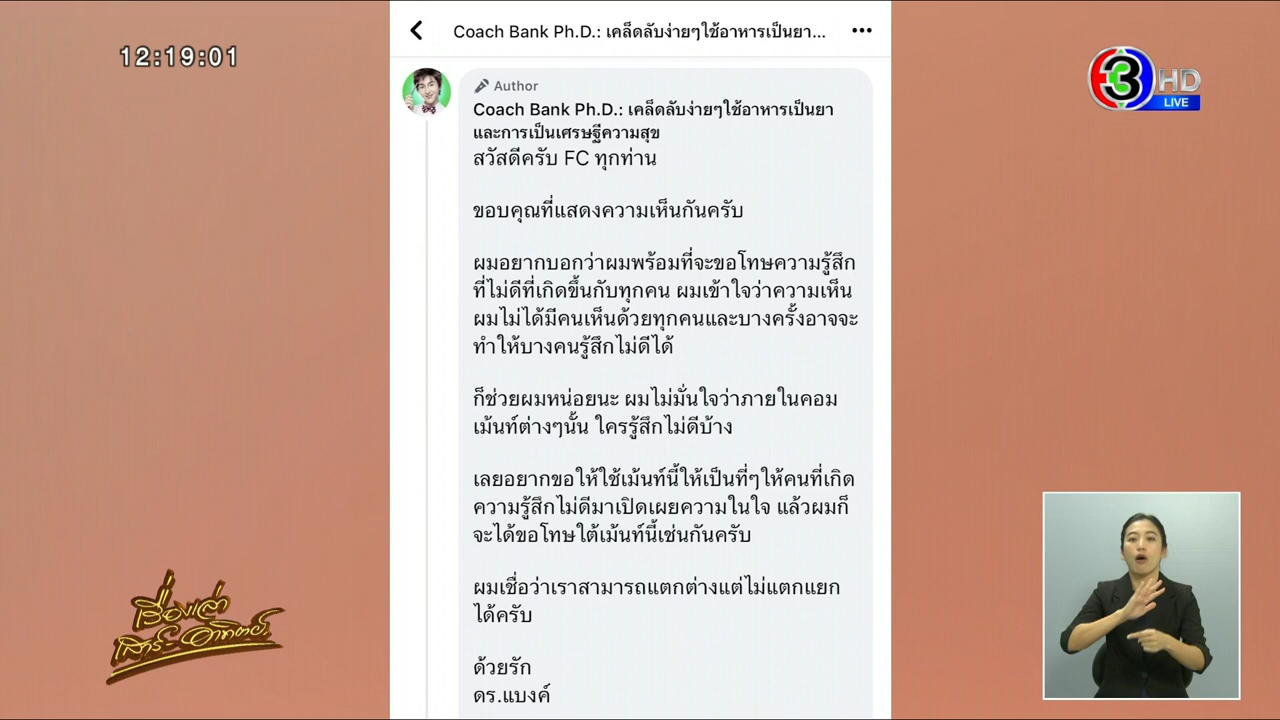 12:19:01
Coach Bank Ph.D.: เคล็ดลับง่ายๆใช้อาหารเป็นยา...
3 HD
LIVE
Author
Coach Bank Ph.D.: เคล็ดลับง่ายๆใช้อาหารเป็นยา
และการเป็นเศรษฐีความสุข
สวัสดีครับ FC ทุกท่าน
ขอบคุณที่แสดงความเห็นกันครับ
ผมอยากบอกว่าผมพร้อมที่จะขอโทษความรู้สึก
ที่ไม่ดีที่เกิดขึ้นกับทุกคน ผมเข้าใจว่าความเห็น
ผมไม่ได้มีคนเห็นด้วยทุกคนและบางครั้งอาจจะ
ทำให้บางคนรู้สึกไม่ดีได้
ก็ช่วยผมหน่อยนะ ผมไม่มั่นใจว่าภายในคอม
เม้นท์ต่างๆนั้น ใครรู้สึกไม่ดีบ้าง
เลยอยากขอให้ใช้เม้นท์นี้ให้เป็นที่ๆให้คนที่เกิด
ความรู้สึกไม่ดีมาเปิดเผยความในใจ แล้วผมก็
จะได้ขอโทษใต้เม้นท์นี้เช่นกันครับ
ผมเชื่อว่าเราสามารถแตกต่างแต่ไม่แตกแยก
ได้ครับ
ด้วยรัก
ดร.แบงค์
เรื่องเล่า
เสาร์-อาทิตย์